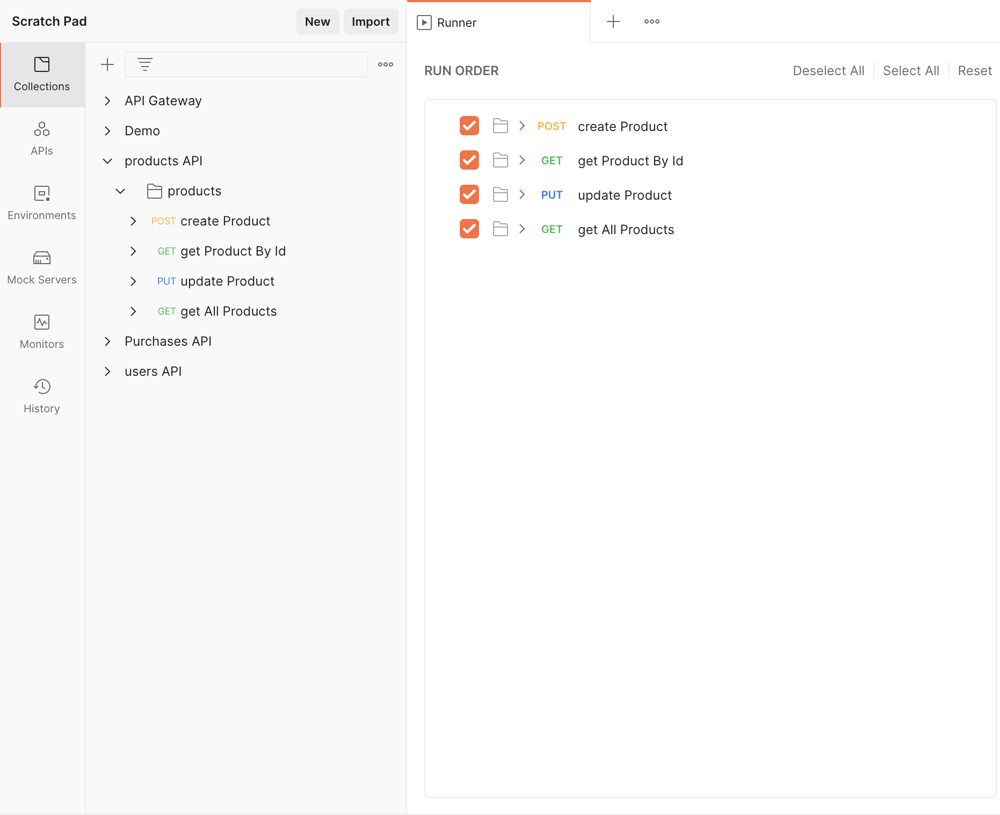 Scratch Pad
New
Import
Runner
Collections
APIs
Environments
Mock Servers
Monitors
History
API Gateway
Demo
products API
products
POST create Product
GET get Product By Id
PUT update Product
GET get All Products
Purchases API
users API
RUN ORDER
Deselect All
Select All
Reset
POST create Product
GET get Product By Id
PUT update Product
GET get All Products